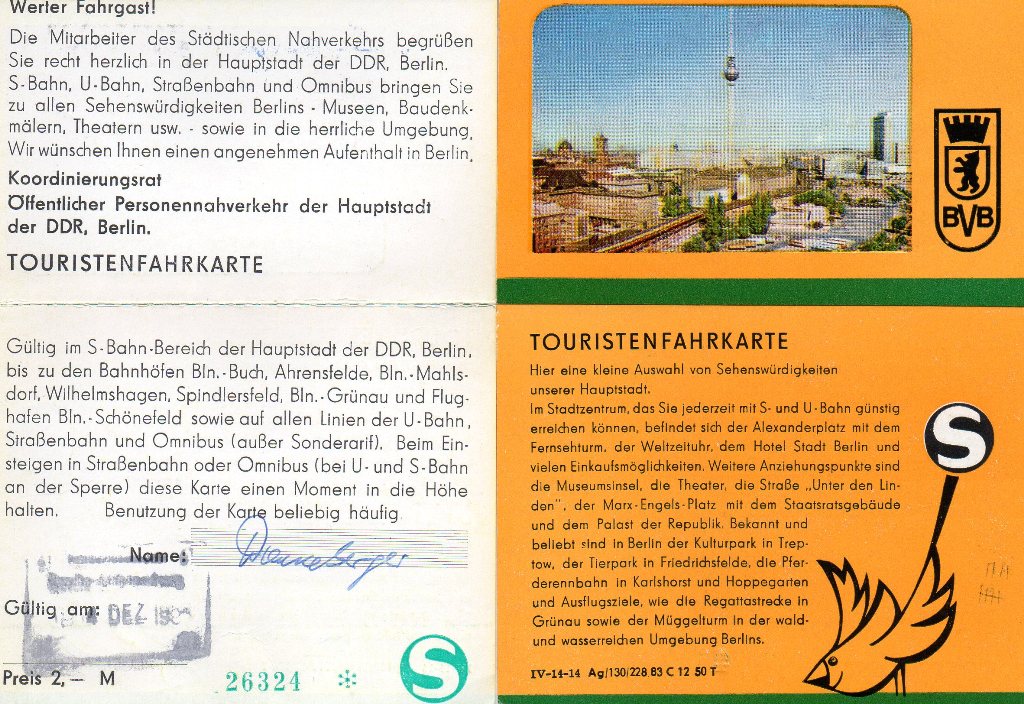 Werter Fahrgast!
Die Mitarbeiter des Städtischen Nahverkehrs begrüßen
Sie recht herzlich in der Hauptstadt der DDR, Berlin.
S-Bahn, U-Bahn, Straßenbahn und Omnibus bringen Sie
zu allen Sehenswürdigkeiten Berlins - Museen, Baudenk-
mälern, Theatern usw. - sowie in die herrliche Umgebung.
Wir wünschen Ihnen einen angenehmen Aufenthalt in Berlin.
Koordinierungsrat
Öffentlicher Personennahverkehr der Hauptstadt
der DDR, Berlin.
TOURISTENFAHRKARTE
Gültig im S-Bahn-Bereich der Hauptstadt der DDR, Berlin,
bis zu den Bahnhöfen Bln.-Buch, Ahrensfelde, Bln.-Mahls-
dorf, Wilhelmshagen, Spindlersfeld, Bln.-Grünau und Flug-
hafen Bln.-Schönefeld sowie auf allen Linien der U-Bahn,
Straßenbahn und Omnibus (außer Sonderarif). Beim Ein-
steigen in Straßenbahn oder Omnibus (bei U- und S-Bahn
an der Sperre) diese Karte einen Moment in die Höhe
halten. Benutzung der Karte beliebig häufig.
Name:
Gültig am:
DEZ
Preis 2,— M
26324 *
S
BVB
TOURISTENFAHRKARTE
Hier eine kleine Auswahl von Sehenswürdigkeiten
unserer Hauptstadt.
Im Stadtzentrum, das Sie jederzeit mit S- und U-Bahn günstig
erreichen können, befindet sich der Alexanderplatz mit dem
Fernsehturm, der Weltzeituhr, dem Hotel Stadt Berlin und
vielen Einkaufsmöglichkeiten. Weitere Anziehungspunkte sind
die Museumsinsel, die Theater, die Straße „Unter den Lin-
den", der Marx-Engels-Platz mit dem Staatsratsgebäude
und dem Palast der Republik. Bekannt und
beliebt sind in Berlin der Kulturpark in Trep-
tow, der Tierpark in Friedrichsfelde, die Pfer-
derennbahn in Karlshorst und Hoppegarten
und Ausflugsziele, wie die Regattastrecke in
Grünau sowie der Müggelturm in der wald-
und wasserreichen Umgebung Berlins.
S
IV-14-14 Ag/130/228 83 C 12 50 T